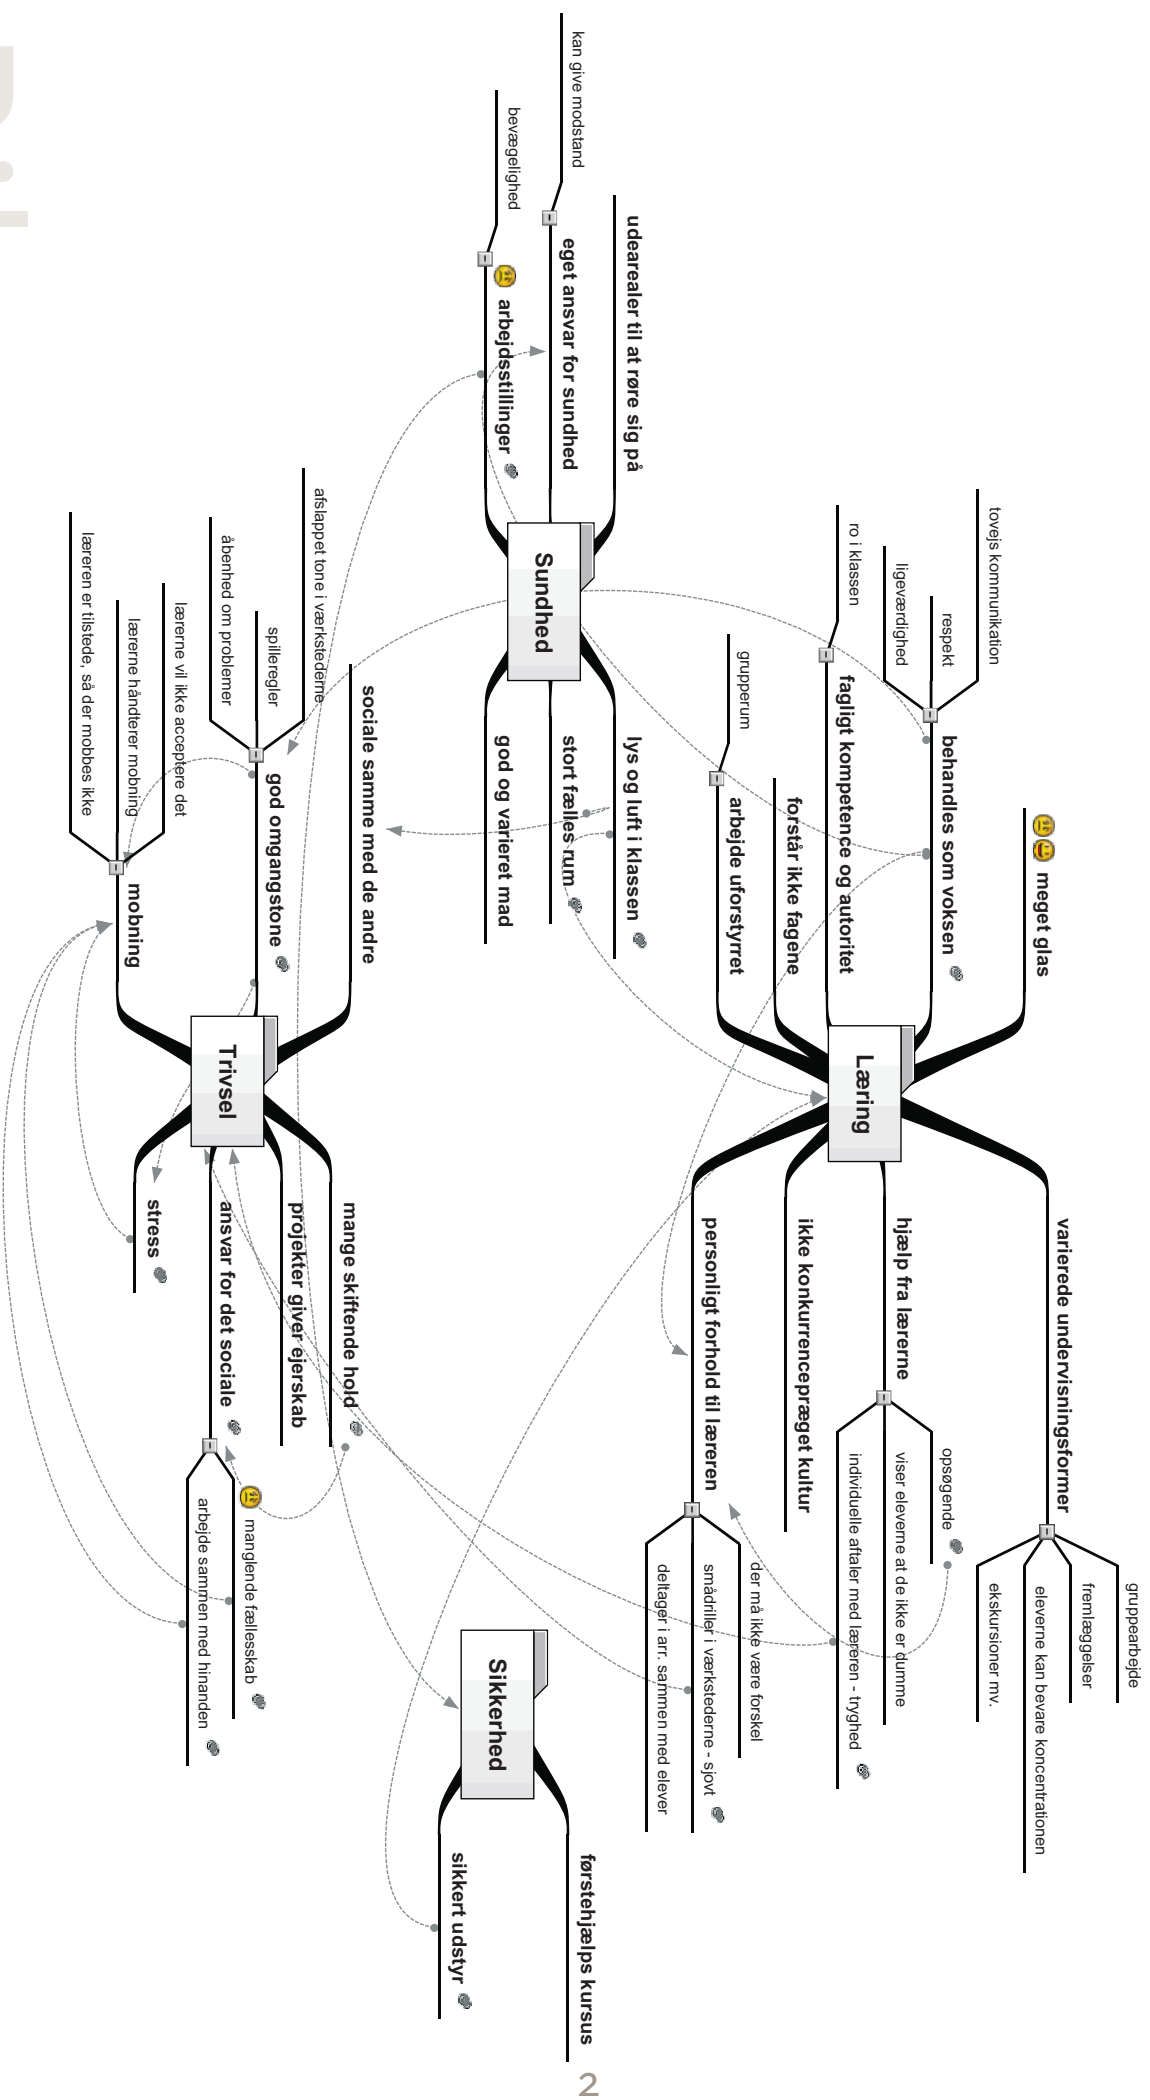 Læring
meget glas
behandles som voksen
tovejs kommunikation
respekt
ligeværdighed
fagligt kompetence og autoritet
ro i klassen
forstår ikke fagene
arbejde uforstyrret
grupperum
varierede undervisningsformer
gruppearbejde
fremlæggelser
eleverne kan bevare koncentrationen
ekskursioner mv.
hjælp fra lærerne
opsøgende
viser eleverne at de ikke er dumme
individuelle aftaler med læreren - tryghed
ikke konkurrencepræget kultur
personligt forhold til læreren
der må ikke være forskel
smådriller i værkstederne - sjovt
deltager i arr. sammen med elever
Sundhed
udearealer til at røre sig på
eget ansvar for sundhed
kan give modstand
arbejdsstillinger
bevægelighed
lys og luft i klassen
stort fælles rum
god og varieret mad
Sikkerhed
førstehjælps kursus
sikkert udstyr
Trivsel
sociale samme med de andre
god omgangstone
afslappet tone i værkstederne
spilleregler
åbenhed om problemer
mobning
lærerne vil ikke acceptere det
lærerne håndterer mobning
læreren er tilstede, så der mobbes ikke
mange skiftende hold
projekter giver ejerskab
ansvar for det sociale
manglende fællesskab
arbejde sammen med hinanden
stress
2